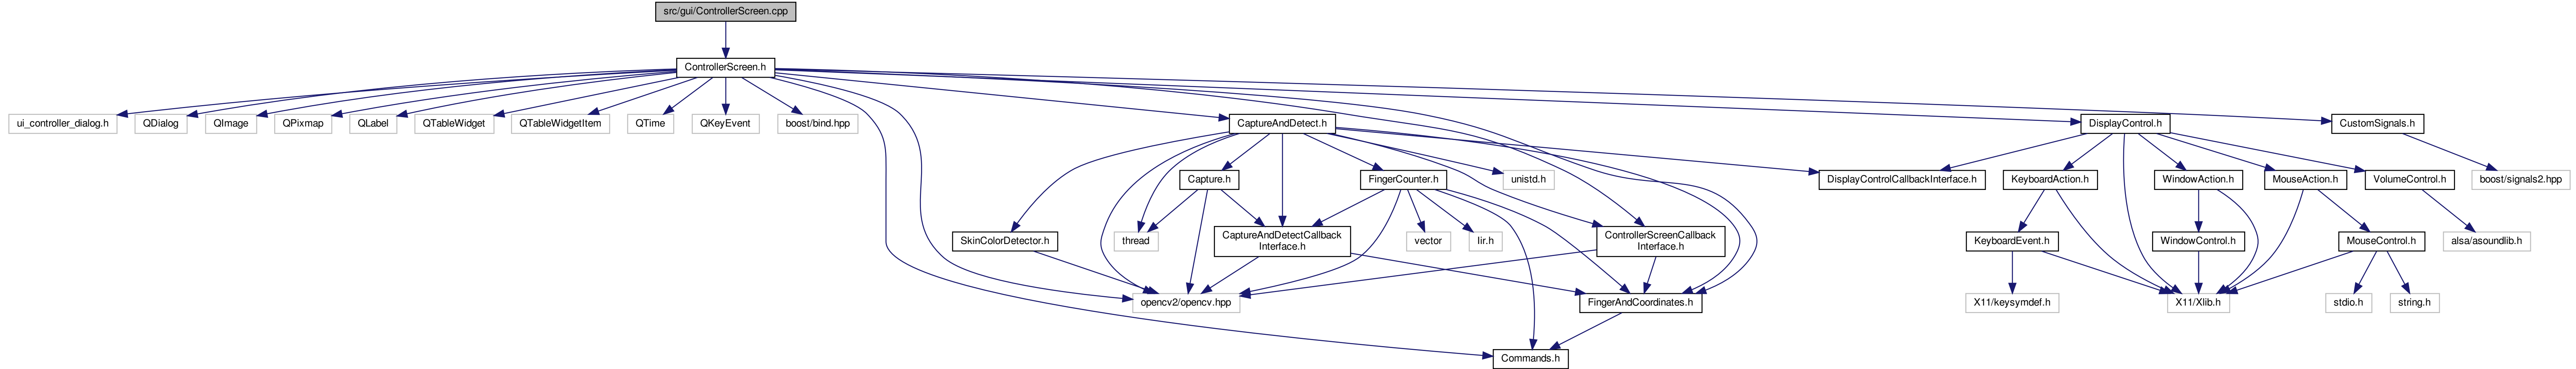 src/gui/ControllerScreen.cpp
ControllerScreen.h
ui_controller_dialog.h
QDialog
QImage
QPixmap
QLabel
QTableWidget
QTableWidgetItem
QTime
QKeyEvent
boost/bind.hpp
CaptureAndDetect.h
DisplayControl.h
CustomSignals.h
Capture.h
FingerCounter.h
unistd.h
DisplayControlCallbackInterface.h
KeyboardAction.h
WindowAction.h
MouseAction.h
VolumeControl.h
boost/signals2.hpp
SkinColorDetector.h
thread
CaptureAndDetectCallback
Interface.h
vector
lir.h
ControllerScreenCallback
Interface.h
KeyboardEvent.h
WindowControl.h
MouseControl.h
alsa/asoundlib.h
opencv2/opencv.hpp
FingerAndCoordinates.h
X11/keysymdef.h
X11/Xlib.h
stdio.h
string.h
Commands.h